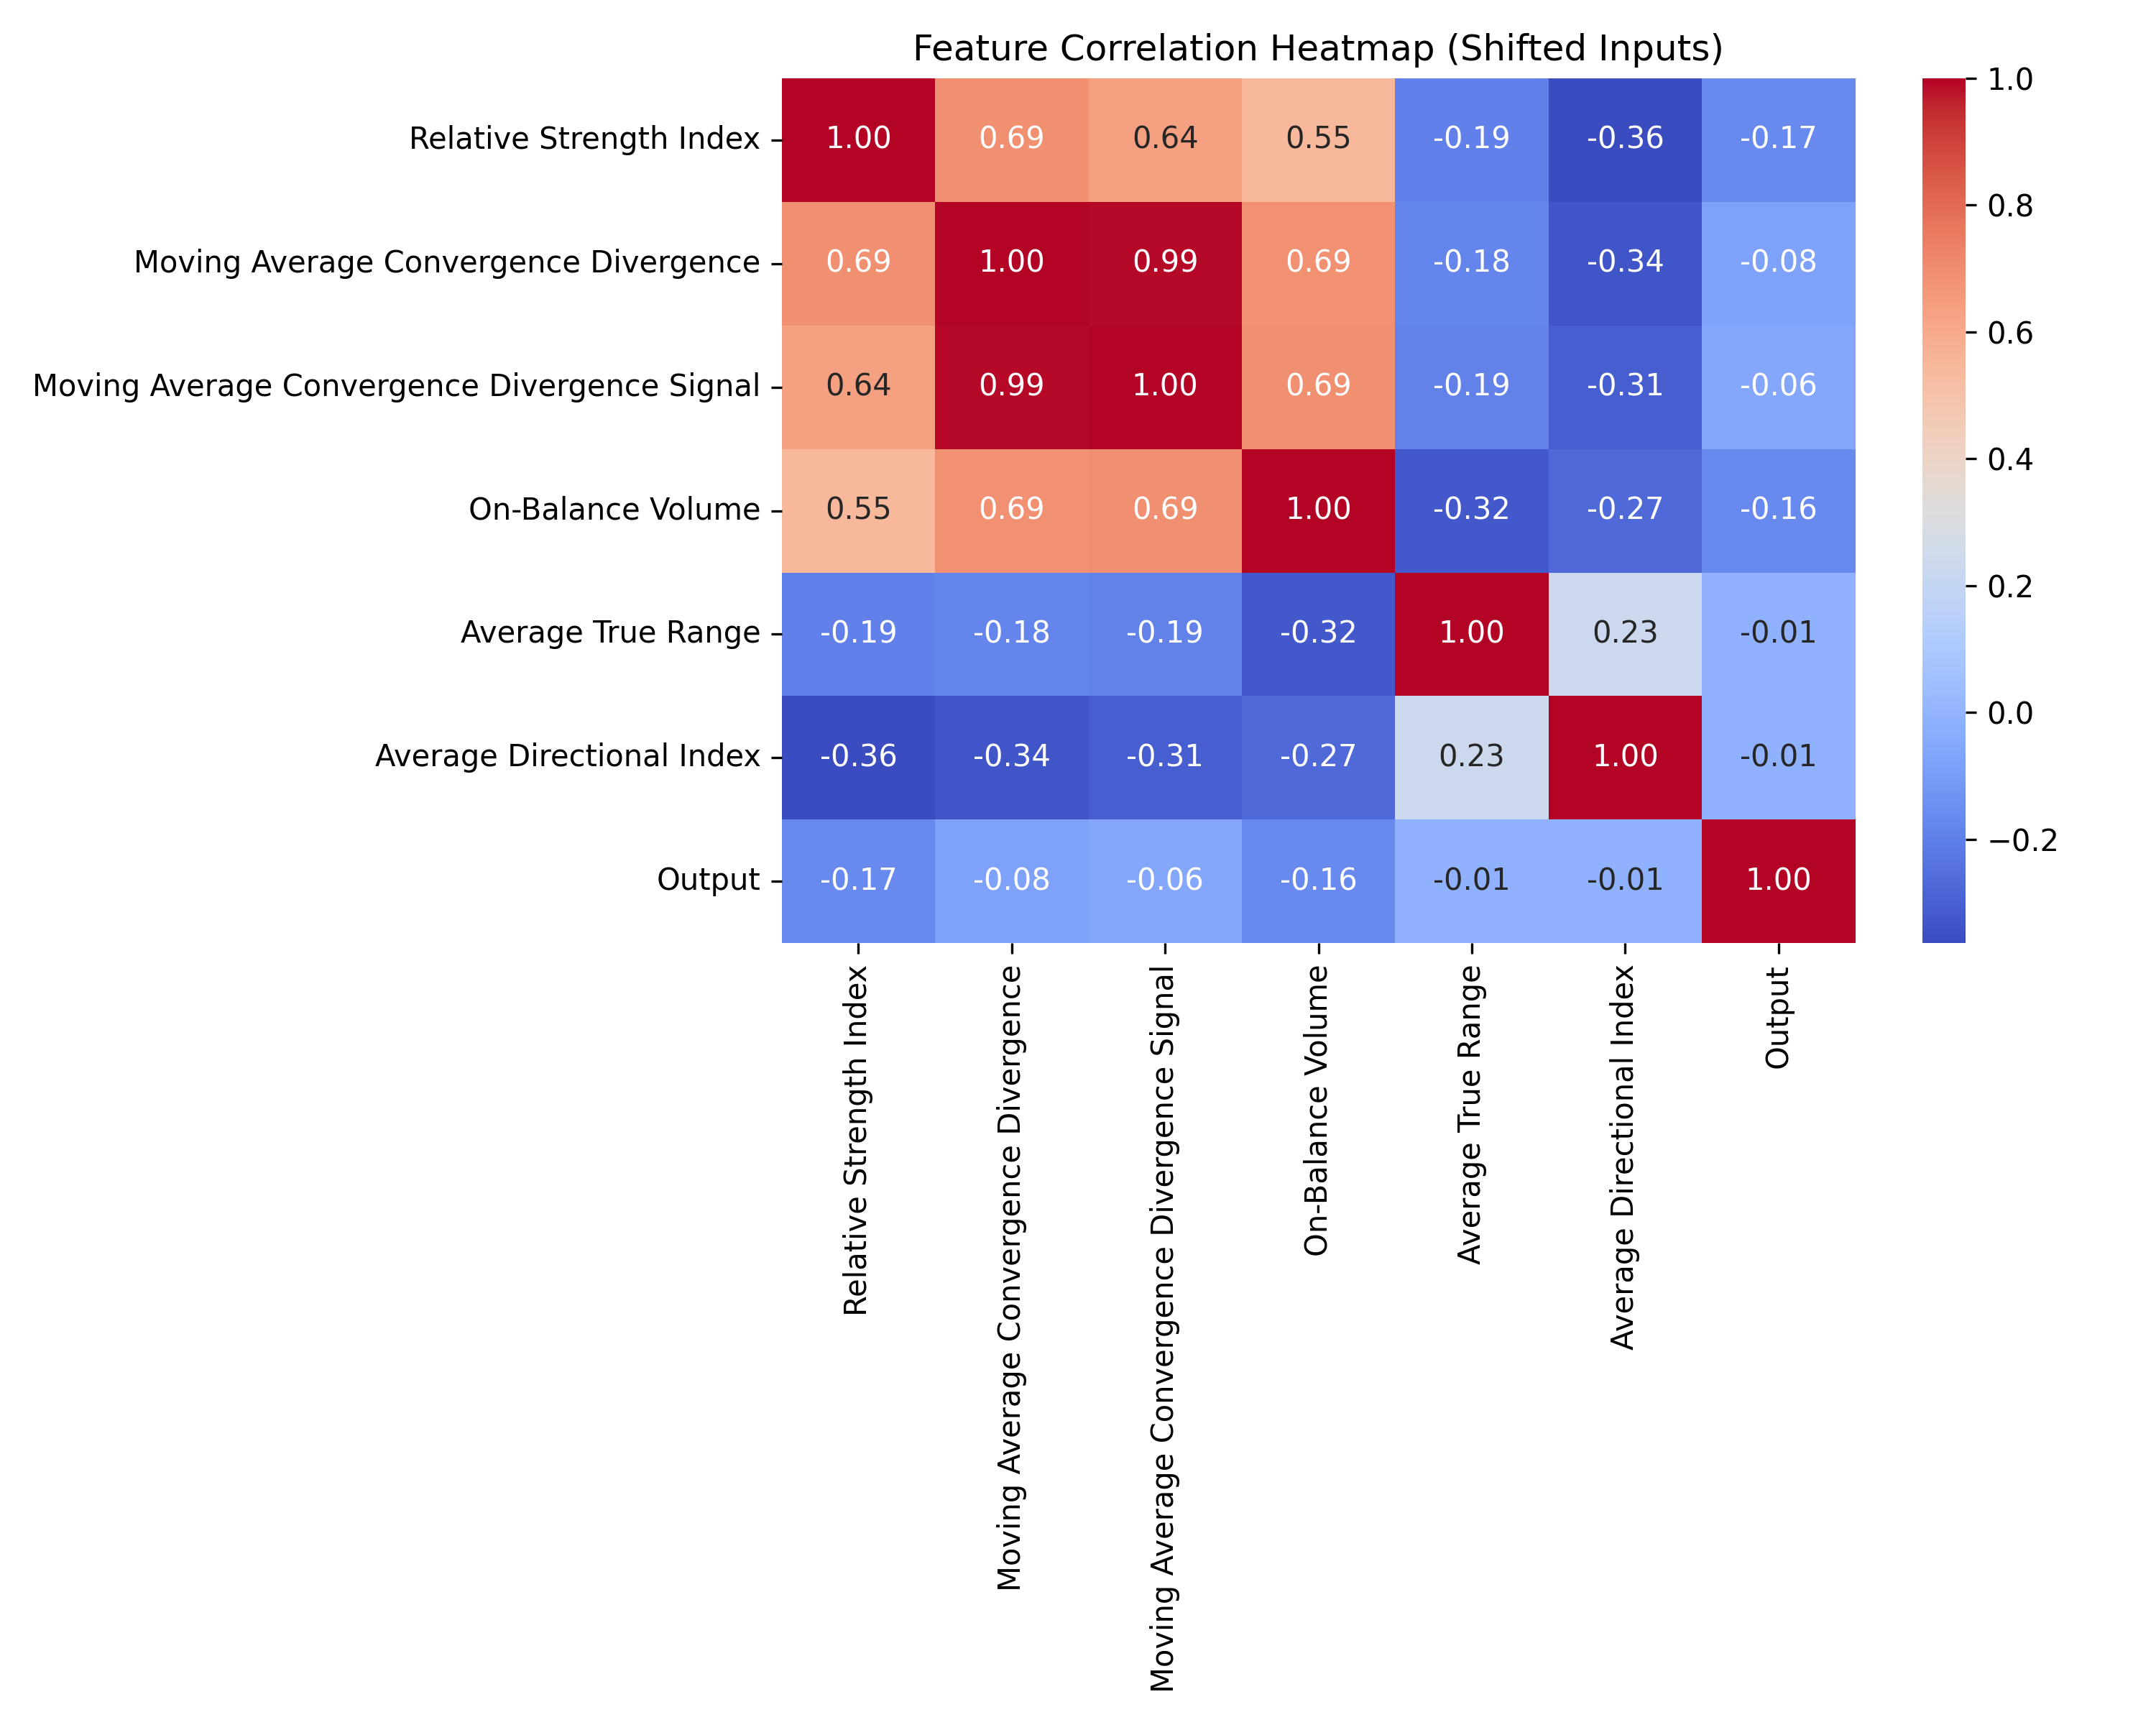 Feature Correlation Heatmap (Shifted Inputs)
Relative Strength Index 1.00 0.69 0.64 0.55 -0.19 -0.36 -0.17
Moving Average Convergence Divergence 0.69 1.00 0.99 0.69 -0.18 -0.34 -0.08
Moving Average Convergence Divergence Signal 0.64 0.99 1.00 0.69 -0.19 -0.31 -0.06
On-Balance Volume 0.55 0.69 0.69 1.00 -0.32 -0.27 -0.16
Average True Range -0.19 -0.18 -0.19 -0.32 1.00 0.23 -0.01
Average Directional Index -0.36 -0.34 -0.31 -0.27 0.23 1.00 -0.01
Output -0.17 -0.08 -0.06 -0.16 -0.01 -0.01 1.00
Relative Strength Index
Moving Average Convergence Divergence
Moving Average Convergence Divergence Signal
On-Balance Volume
Average True Range
Average Directional Index
Output
1.0
0.8
0.6
0.4
0.2
0.0
−0.2